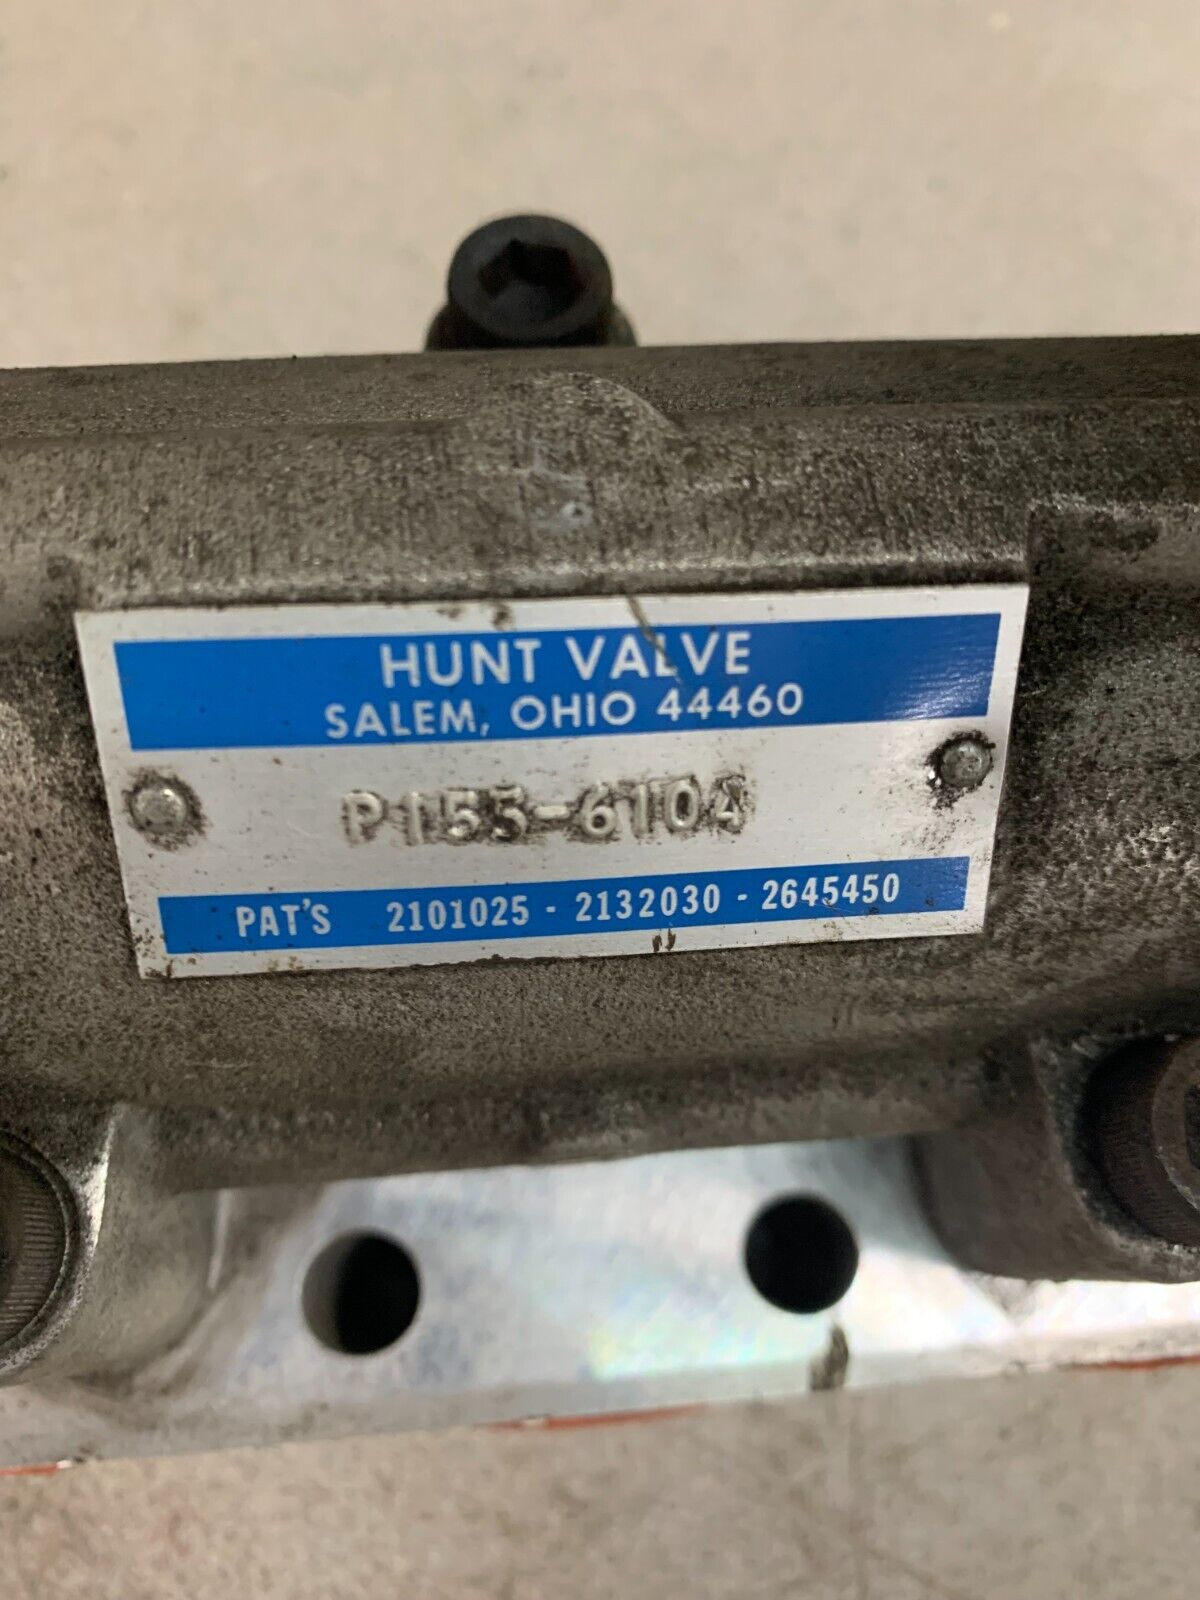 HUNT VALVE
SALEM, OHIO 44460
P155-6104
PAT'S 2101025 - 2132030 - 2645450